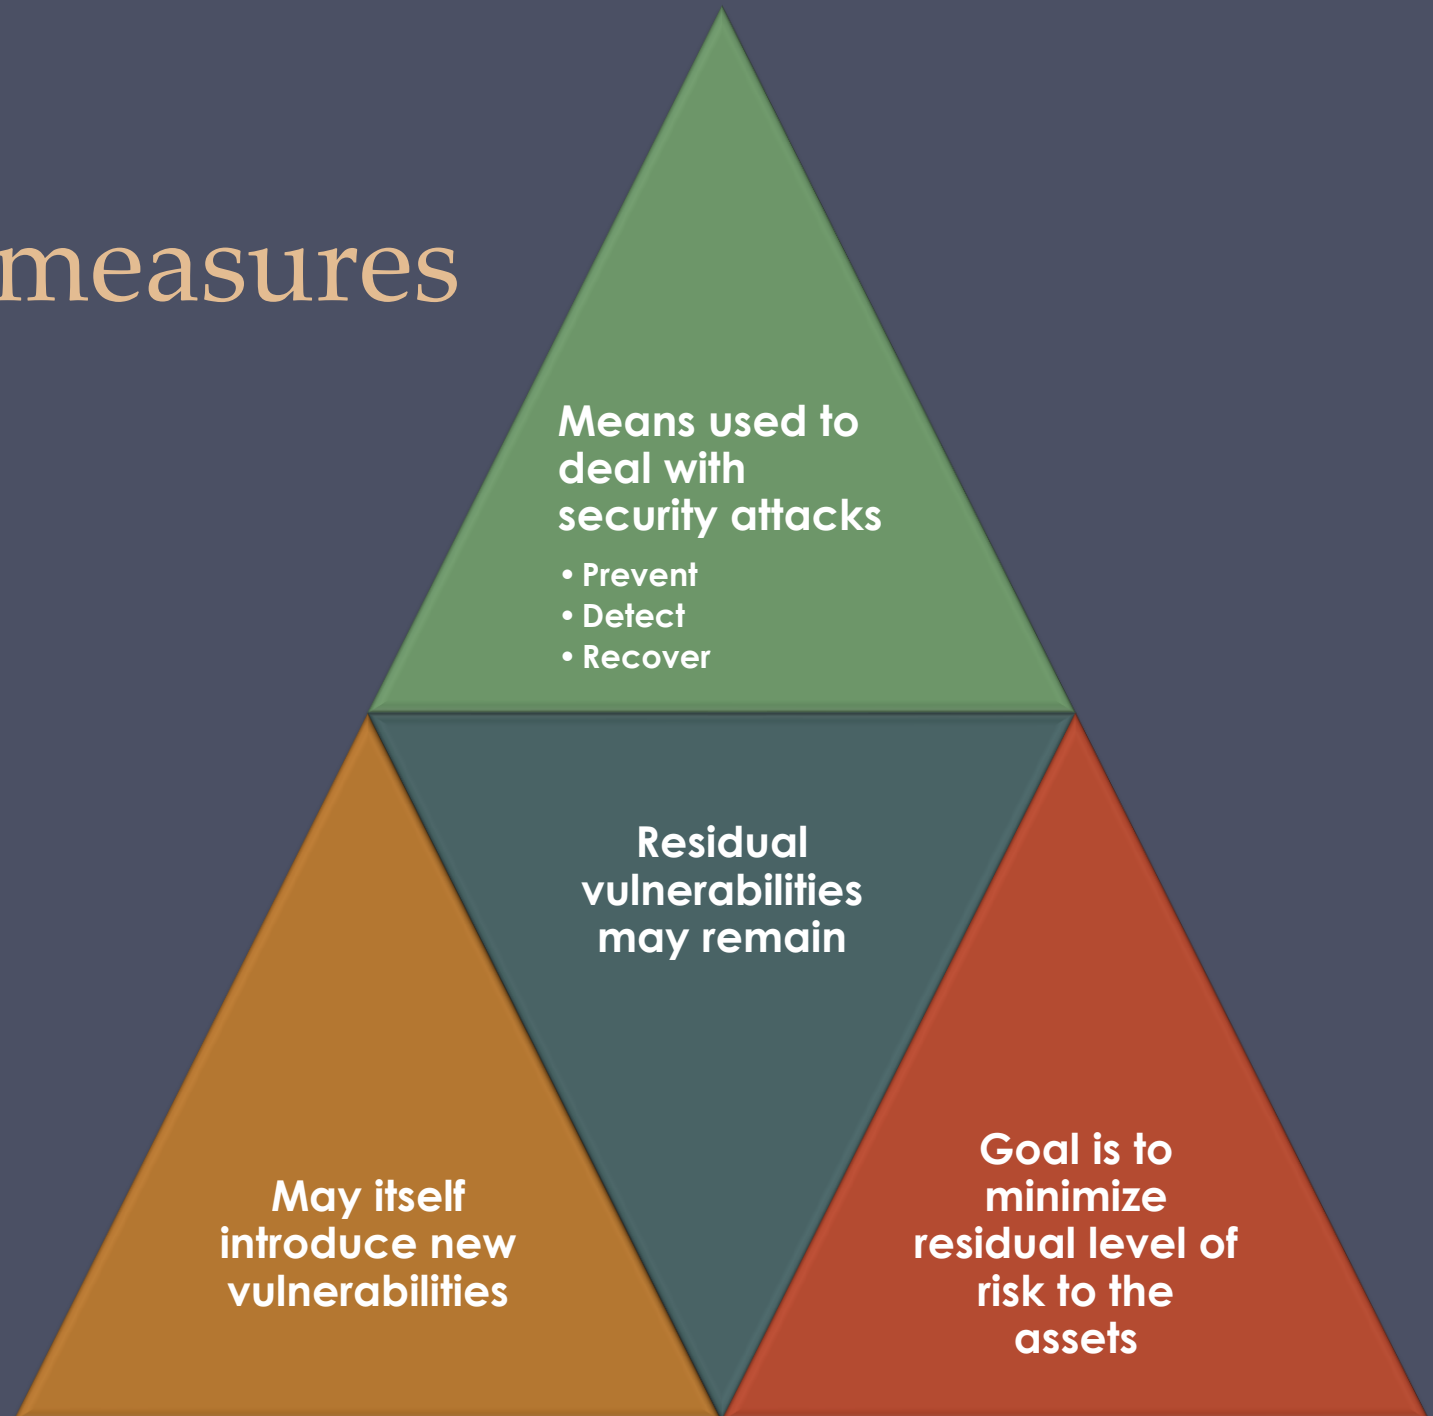 measures
Means used to
deal with
security attacks
• Prevent
• Detect
• Recover
Residual
vulnerabilities
may remain
May itself
introduce new
vulnerabilities
Goal is to
minimize
residual level of
risk to the
assets